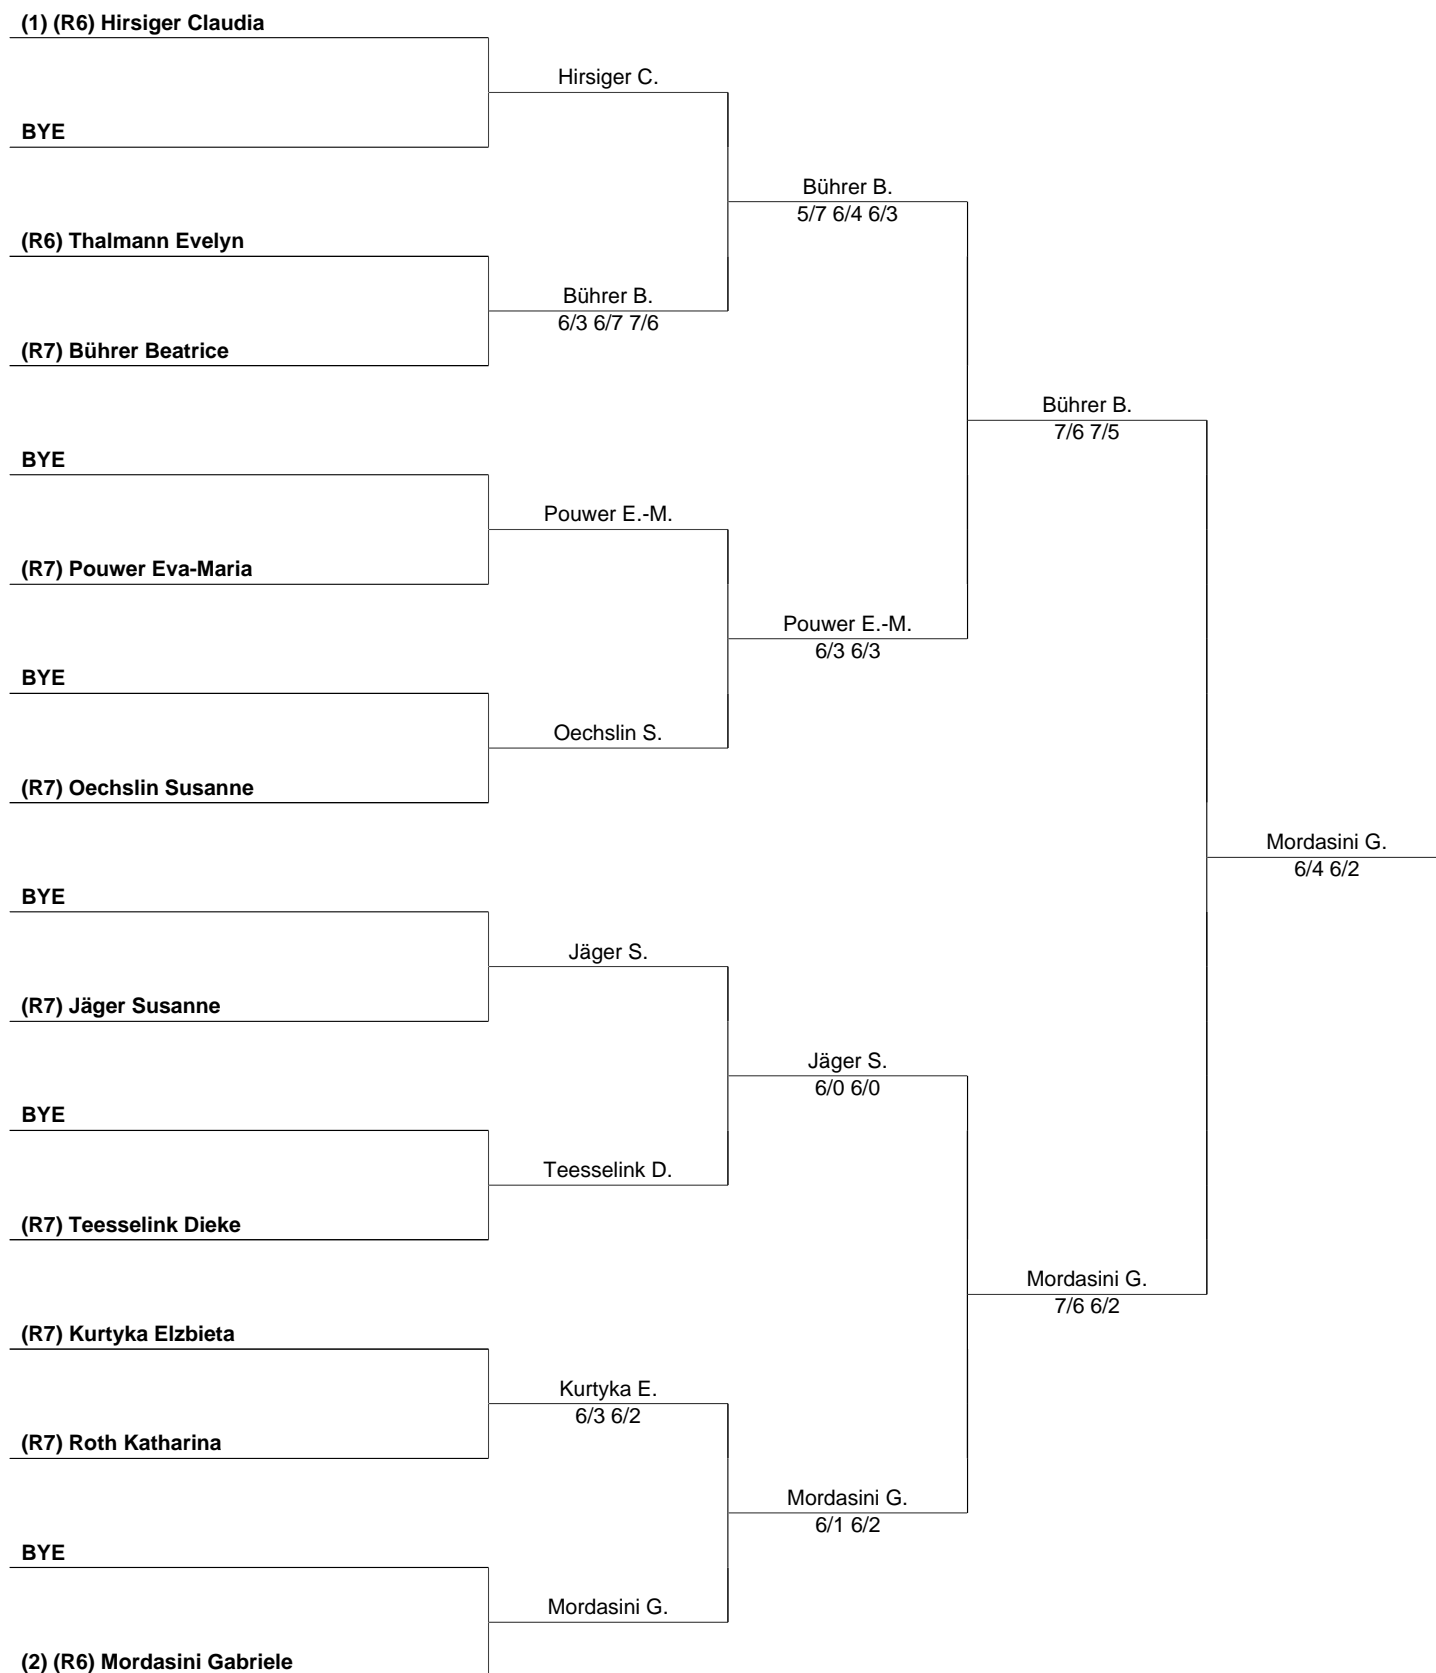 (1) (R6) Hirsiger Claudia
Hirsiger C.
BYE
Bührer B.
5/7 6/4 6/3
(R6) Thalmann Evelyn
Bührer B.
6/3 6/7 7/6
(R7) Bührer Beatrice
Bührer B.
7/6 7/5
BYE
Pouwer E.-M.
(R7) Pouwer Eva-Maria
Pouwer E.-M.
6/3 6/3
BYE
Oechslin S.
(R7) Oechslin Susanne
Mordasini G.
6/4 6/2
BYE
Jäger S.
(R7) Jäger Susanne
Jäger S.
6/0 6/0
BYE
Teesselink D.
(R7) Teesselink Dieke
Mordasini G.
7/6 6/2
(R7) Kurtyka Elzbieta
Kurtyka E.
6/3 6/2
(R7) Roth Katharina
Mordasini G.
6/1 6/2
BYE
Mordasini G.
(2) (R6) Mordasini Gabriele